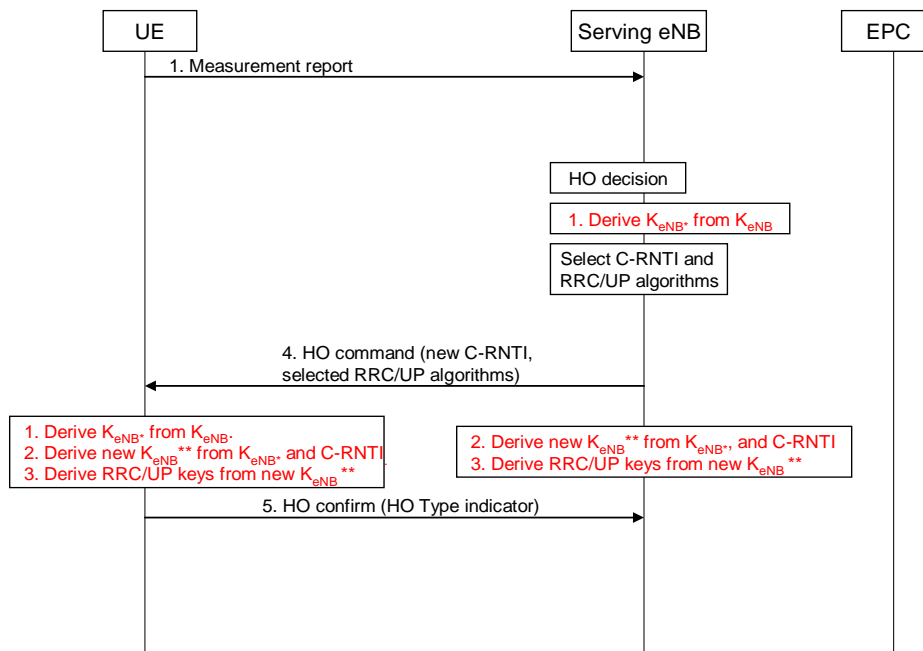 UE
Serving eNB
EPC
1. Measurement report
HO decision
1. Derive KeNB* from KeNB
Select C-RNTI and
RRC/UP algorithms
4. HO command (new C-RNTI,
selected RRC/UP algorithms)
1. Derive KeNB* from KeNB.
2. Derive new KeNB** from KeNB* and C-RNTI.
3. Derive RRC/UP keys from new KeNB**
2. Derive new KeNB** from KeNB*, and C-RNTI
3. Derive RRC/UP keys from new KeNB**
5. HO confirm (HO Type indicator)